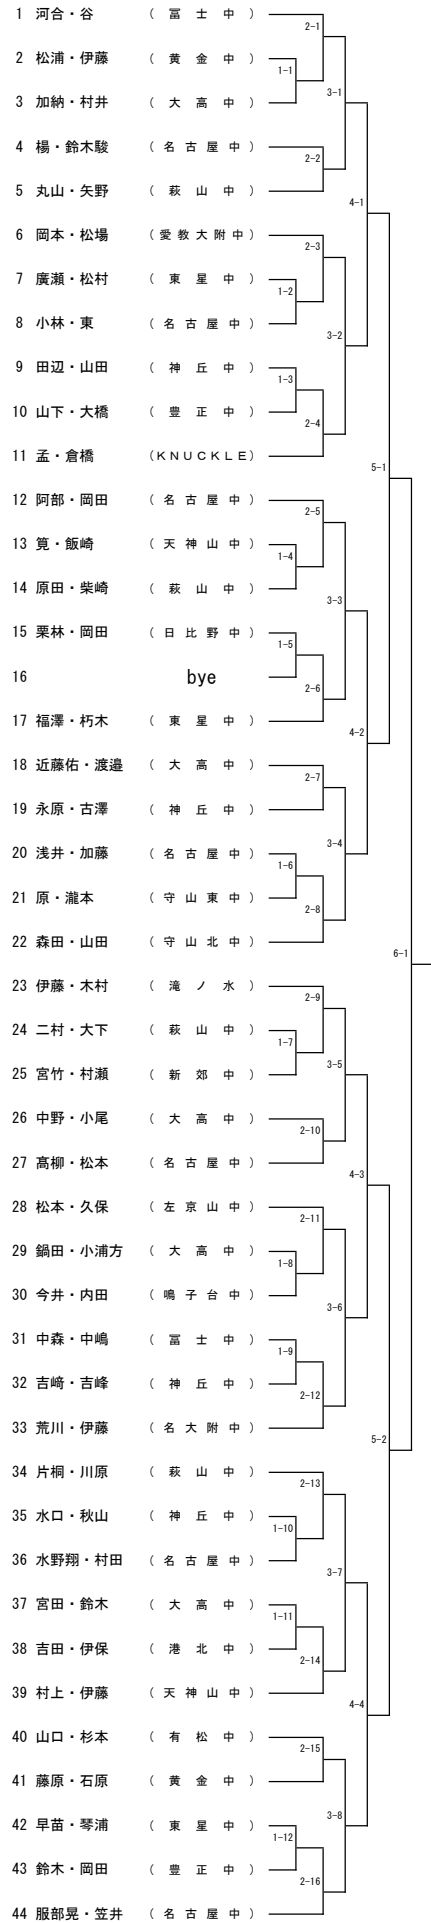 1 河合・谷 （ 冨 士 中 ）
2-1
2 松浦・伊藤 （ 黄 金 中 ）
1-1
3 加納・村井 （ 大 高 中 ）
3-1
4 楊・鈴木駿 （ 名 古 屋 中 ）
2-2
5 丸山・矢野 （ 萩 山 中 ）
4-1
6 岡本・松場 （ 愛 教 大 附 中 ）
2-3
7 廣瀬・松村 （ 東 星 中 ）
1-2
8 小林・東 （ 名 古 屋 中 ）
3-2
9 田辺・山田 （ 神 丘 中 ）
1-3
10 山下・大橋 （ 豊 正 中 ）
2-4
11 孟・倉橋 （ＫＮＵＣＫＬＥ）
5-1
12 阿部・岡田 （ 名 古 屋 中 ）
2-5
13 筧・飯崎 （ 天 神 山 中 ）
1-4
14 原田・柴崎 （ 萩 山 中 ）
3-3
15 栗林・岡田 （ 日 比 野 中 ）
1-5
16 bye
2-6
17 福澤・朽木 （ 東 星 中 ）
4-2
18 近藤佑・渡邉 （ 大 高 中 ）
2-7
19 永原・古澤 （ 神 丘 中 ）
3-4
20 浅井・加藤 （ 名 古 屋 中 ）
1-6
21 原・瀧本 （ 守 山 東 中 ）
2-8
22 森田・山田 （ 守 山 北 中 ）
6-1
23 伊藤・木村 （ 滝 ノ 水 ）
2-9
24 二村・大下 （ 萩 山 中 ）
1-7
25 宮竹・村瀬 （ 新 郊 中 ）
3-5
26 中野・小尾 （ 大 高 中 ）
2-10
27 髙柳・松本 （ 名 古 屋 中 ）
4-3
28 松本・久保 （ 左 京 山 中 ）
2-11
29 鍋田・小浦方 （ 大 高 中 ）
1-8
30 今井・内田 （ 鳴 子 台 中 ）
3-6
31 中森・中嶋 （ 冨 士 中 ）
1-9
32 吉﨑・吉峰 （ 神 丘 中 ）
2-12
33 荒川・伊藤 （ 名 大 附 中 ）
5-2
34 片桐・川原 （ 萩 山 中 ）
2-13
35 水口・秋山 （ 神 丘 中 ）
1-10
36 水野翔・村田 （ 名 古 屋 中 ）
3-7
37 宮田・鈴木 （ 大 高 中 ）
1-11
38 吉田・伊保 （ 港 北 中 ）
2-14
39 村上・伊藤 （ 天 神 山 中 ）
4-4
40 山口・杉本 （ 有 松 中 ）
2-15
41 藤原・石原 （ 黄 金 中 ）
3-8
42 早苗・琴浦 （ 東 星 中 ）
1-12
43 鈴木・岡田 （ 豊 正 中 ）
2-16
44 服部晃・笠井 （ 名 古 屋 中 ）